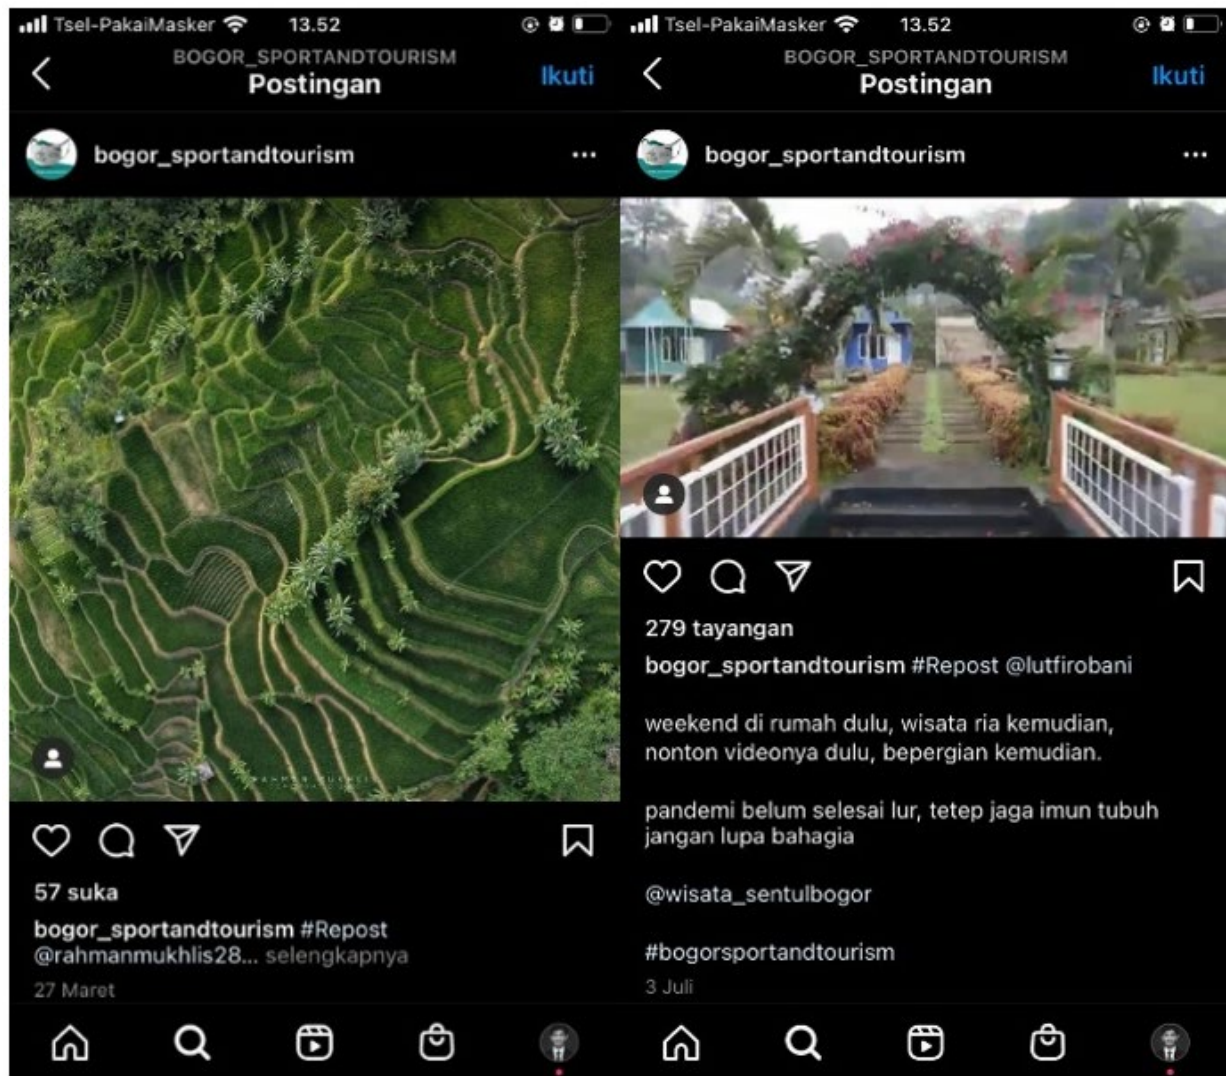 Tsel-PakaiMasker 13.52
BOGOR_SPORTANDTOURISM
Postingan
Ikuti
bogor_sportandtourism
57 suka
bogor_sportandtourism #Repost
@rahmanmukhlis28... selengkapnya
27 Maret
Tsel-PakaiMasker 13.52
BOGOR_SPORTANDTOURISM
Postingan
Ikuti
bogor_sportandtourism
279 tayangan
bogor_sportandtourism #Repost @lutfirobani
weekend di rumah dulu, wisata ria kemudian,
nonton videonya dulu, bepergian kemudian.
pandemi belum selesai lur, tetep jaga imun tubuh
jangan lupa bahagia
@wisata_sentulbogor
#bogorsportandtourism
3 Juli